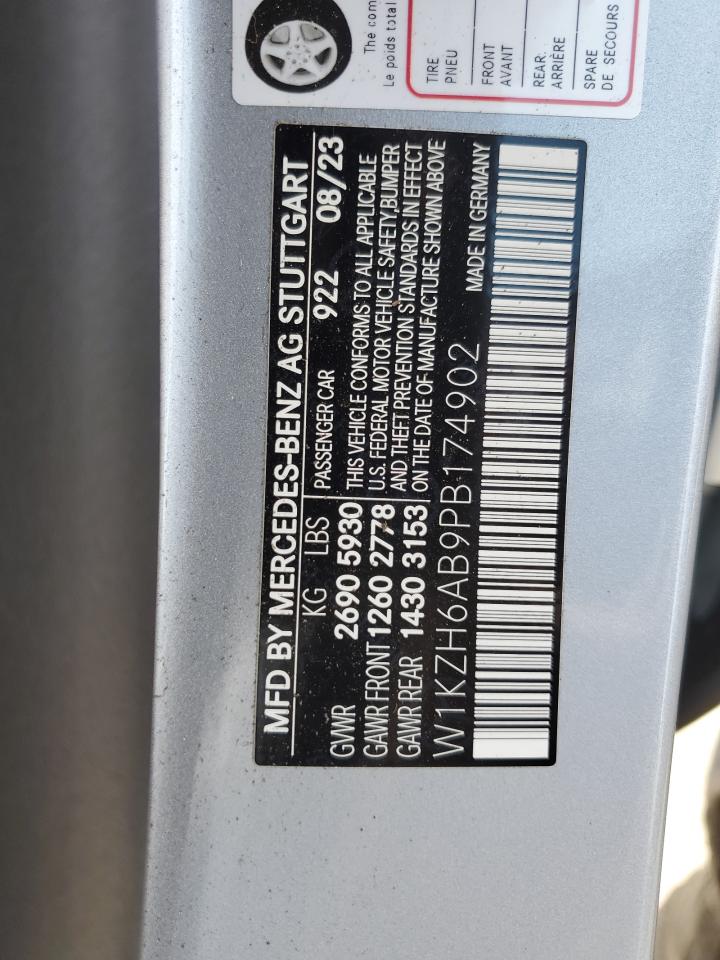 The com
Le poids total
TIRE
PNEU
FRONT
AVANT
REAR
ARRIÈRE
SPARE
DE SECOURS
MFD BY MERCEDES-BENZ AG STUTTGART
KG LBS PASSENGER CAR 922 08/23
GVWR 2690 5930
GAWR FRONT 1260 2778
GAWR REAR 1430 3153
THIS VEHICLE CONFORMS TO ALL APPLICABLE
U.S. FEDERAL MOTOR VEHICLE SAFETY,BUMPER
AND THEFT PREVENTION STANDARDS IN EFFECT
ON THE DATE OF MANUFACTURE SHOWN ABOVE
W1KZH6AB9PB174902
MADE IN GERMANY